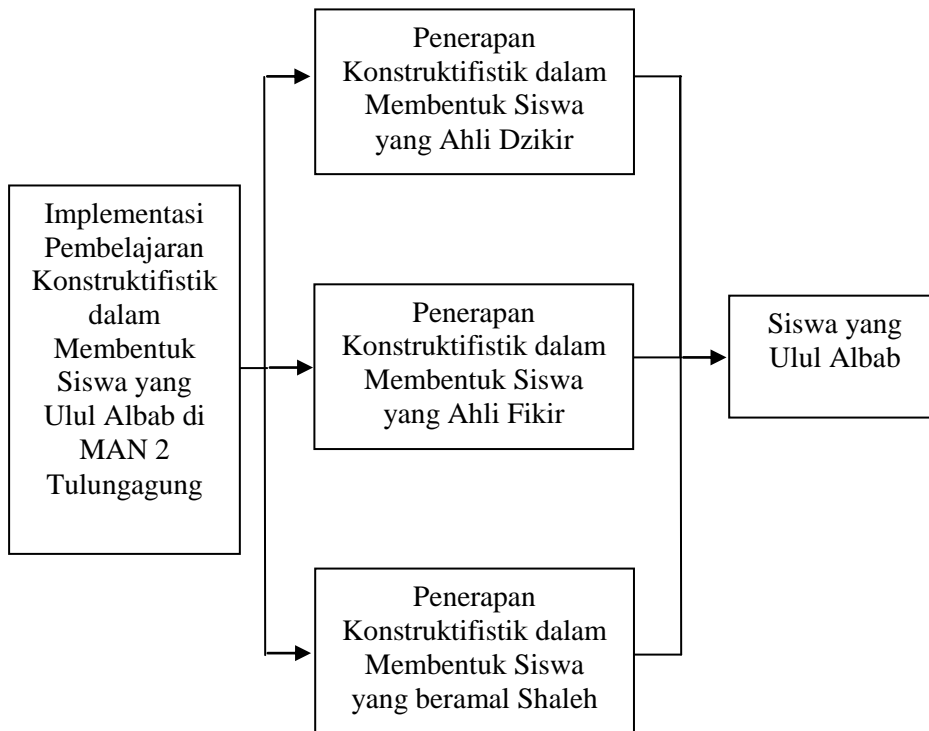 Penerapan
Konstruktifistik dalam
Membentuk Siswa
yang Ahli Dzikir
Implementasi
Pembelajaran
Konstruktifistik
dalam
Membentuk
Siswa yang
Ulul Albab di
MAN 2
Tulungagung
Penerapan
Konstruktifistik dalam
Membentuk Siswa
yang Ahli Fikir
Siswa yang
Ulul Albab
Penerapan
Konstruktifistik dalam
Membentuk Siswa
yang beramal Shaleh